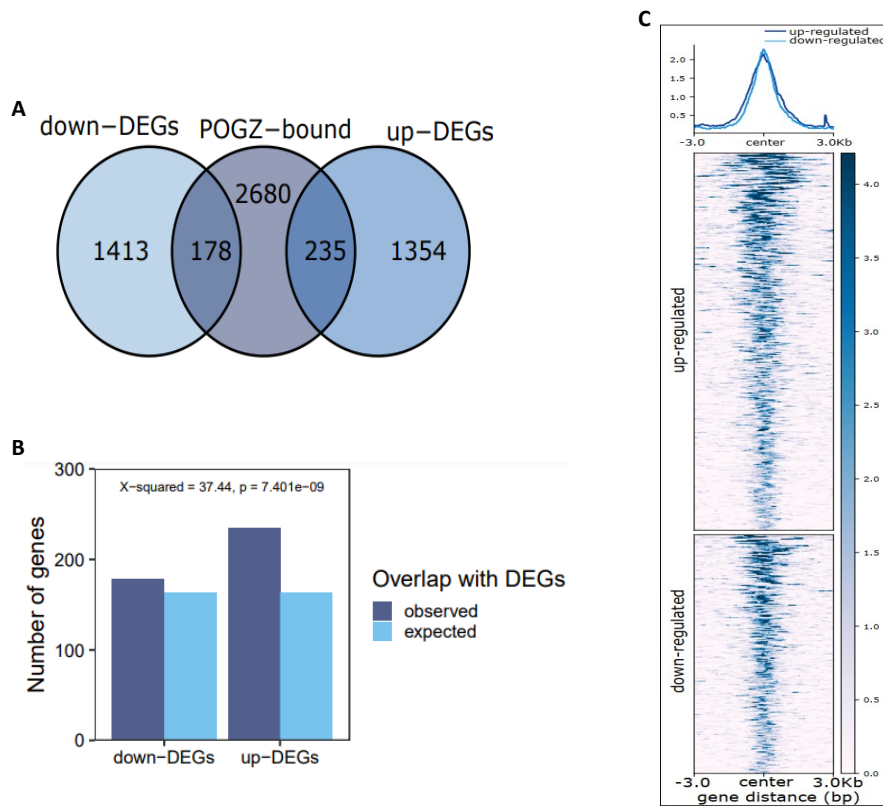 A
down−DEGs POGZ−bound up−DEGs
2680
1413 178 235 1354
B
300
200
100
0
Number of genes
X−squared = 37.44, p = 7.401e−09
down−DEGs up−DEGs
Overlap with DEGs
observed
expected
C
up-regulated
down-regulated
2.0
1.5
1.0
0.5
-3.0 center 3.0Kb
up-regulated
down-regulated
4.0
3.5
3.0
2.5
2.0
1.5
1.0
0.5
0.0
-3.0 center 3.0Kb
gene distance (bp)